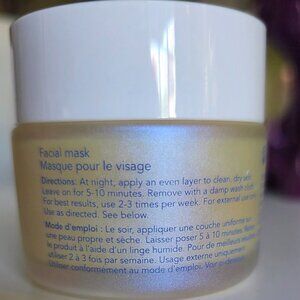 Facial mask
Masque pour le visage
Directions: At night, apply an even layer to clean, dry skin.
Leave on for 5-10 minutes. Remove with a damp wash cloth.
For best results, use 2-3 times per week. For external use only.
Use as directed. See below.
Mode d'emploi : Le soir, appliquer une couche uniforme sur
une peau propre et sèche. Laisser poser 5 à 10 minutes. Retirer
le produit à l'aide d'un linge humide. Pour de meilleurs résultats,
utiliser 2 à 3 fois par semaine. Usage externe uniquement.
Utiliser conformément au mode d'emploi. Voir ci-dessous.